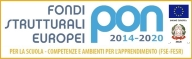 FONDI
STRUTTURALI
EUROPEI
pon
2014-2020
PER LA SCUOLA - COMPETENZE E AMBIENTI PER L'APPRENDIMENTO (FSE-FESR)